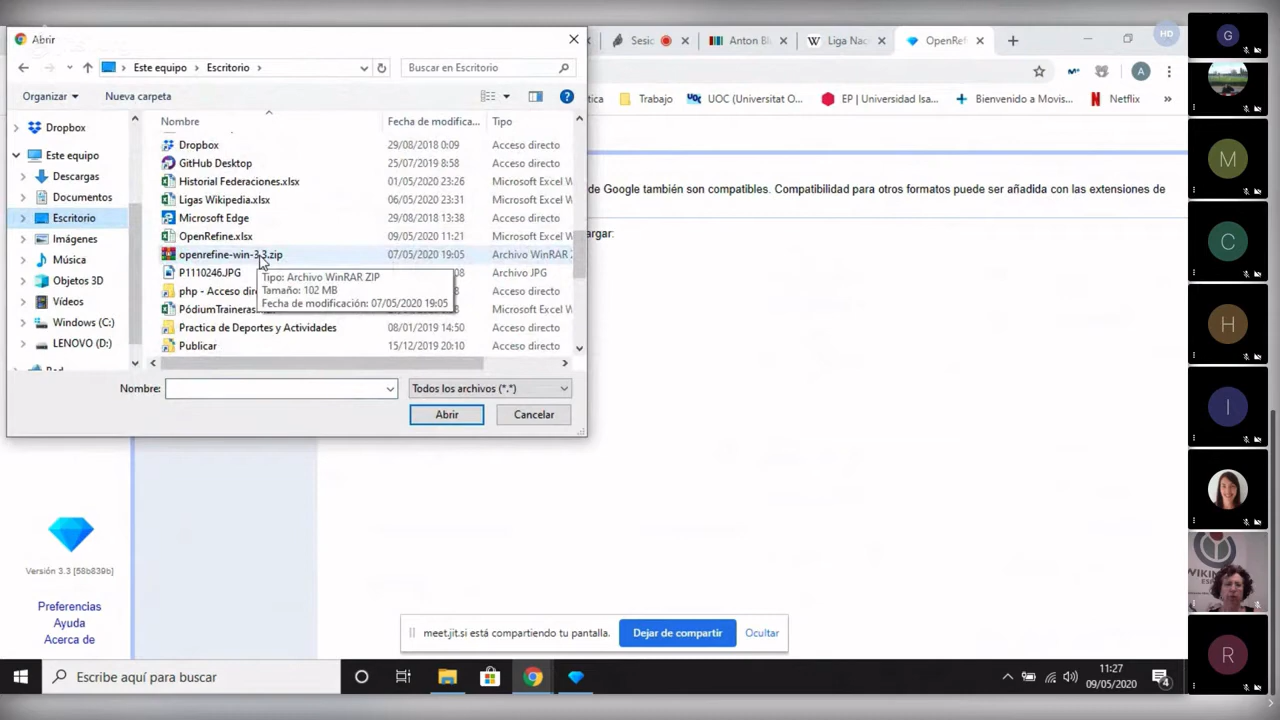 Abrir
Sesic
Anton Bl
Liga Nac
OpenRef
HD
G
Este equipo
Escritorio
Buscar en Escritorio
A
Organizar
Nueva carpeta
Trabajo
UOC (Universitat O...
EP | Universidad Isa...
Bienvenido a Movis...
Netflix
»
Nombre
Fecha de modifica...
Tipo
Dropbox
Este equipo
Descargas
Documentos
Escritorio
Imágenes
Música
Objetos 3D
Vídeos
Windows (C:)
LENOVO (D:)
Dropbox 29/08/2018 0:09 Acceso directo
GitHub Desktop 25/07/2019 8:58 Acceso directo
Historial Federaciones.xlsx 01/05/2020 23:26 Microsoft Excel W
Ligas Wikipedia.xlsx 06/05/2020 23:31 Microsoft Excel W
Microsoft Edge 29/08/2018 13:38 Acceso directo
OpenRefine.xlsx 09/05/2020 11:21 Microsoft Excel W
openrefine-win-3.3.zip 07/05/2020 19:05 Archivo WinRAR Z
P1110246.JPG 08 Archivo JPG
php - Acceso dire Acceso directo
PódiumTraineras Microsoft Excel W
Practica de Deportes y Actividades 08/01/2019 14:50 Acceso directo
Publicar 15/12/2019 20:10 Acceso directo
Tipo: Archivo WinRAR ZIP
Tamaño: 102 MB
Fecha de modificación: 07/05/2020 19:05
Nombre:
Todos los archivos (*.*)
Abrir
Cancelar
de Google también son compatibles. Compatibilidad para otros formatos puede ser añadida con las extensiones de
argar:
M
C
H
I
R
WIKIM
ESPA
Versión 3.3 [58b839b]
Preferencias
Ayuda
Acerca de
meet.jit.si está compartiendo tu pantalla.
Dejar de compartir
Ocultar
Escribe aquí para buscar
11:27
09/05/2020
4